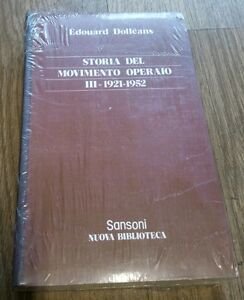 Edouard Dolléans
STORIA DEL
MOVIMENTO OPERAIO
III-1921-1952
Sansoni
NUOVA BIBLIOTECA